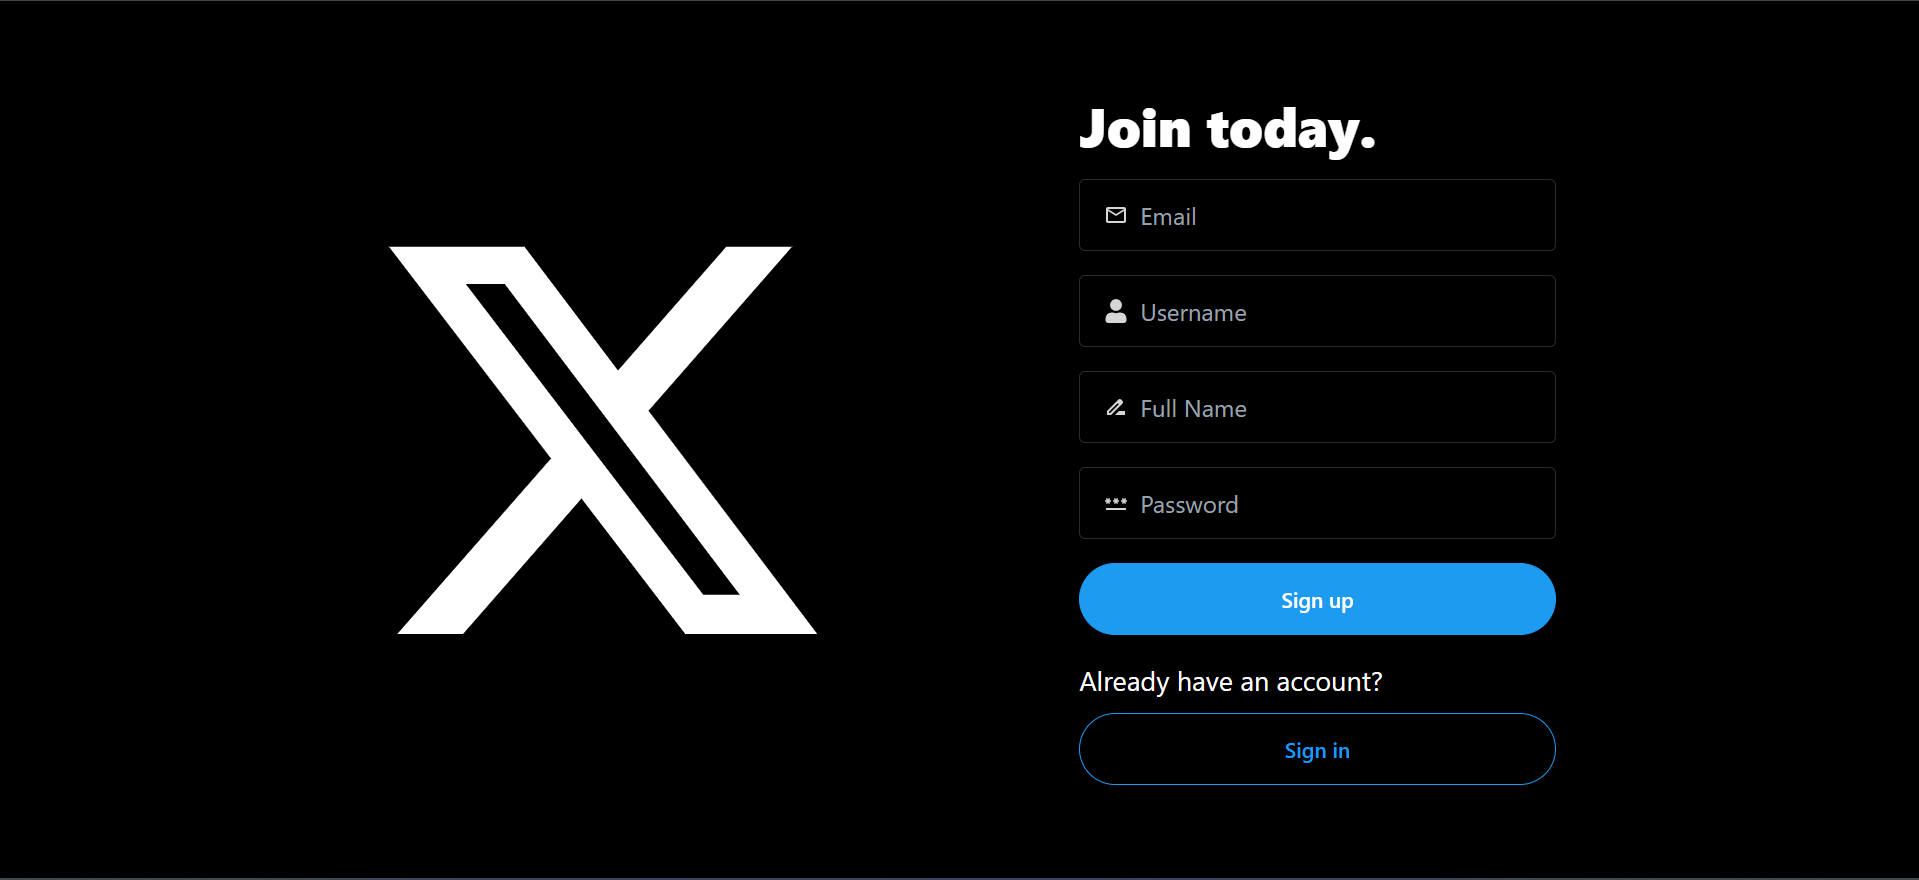 Join today.
Email
Username
Full Name
Password
Sign up
Already have an account?
Sign in